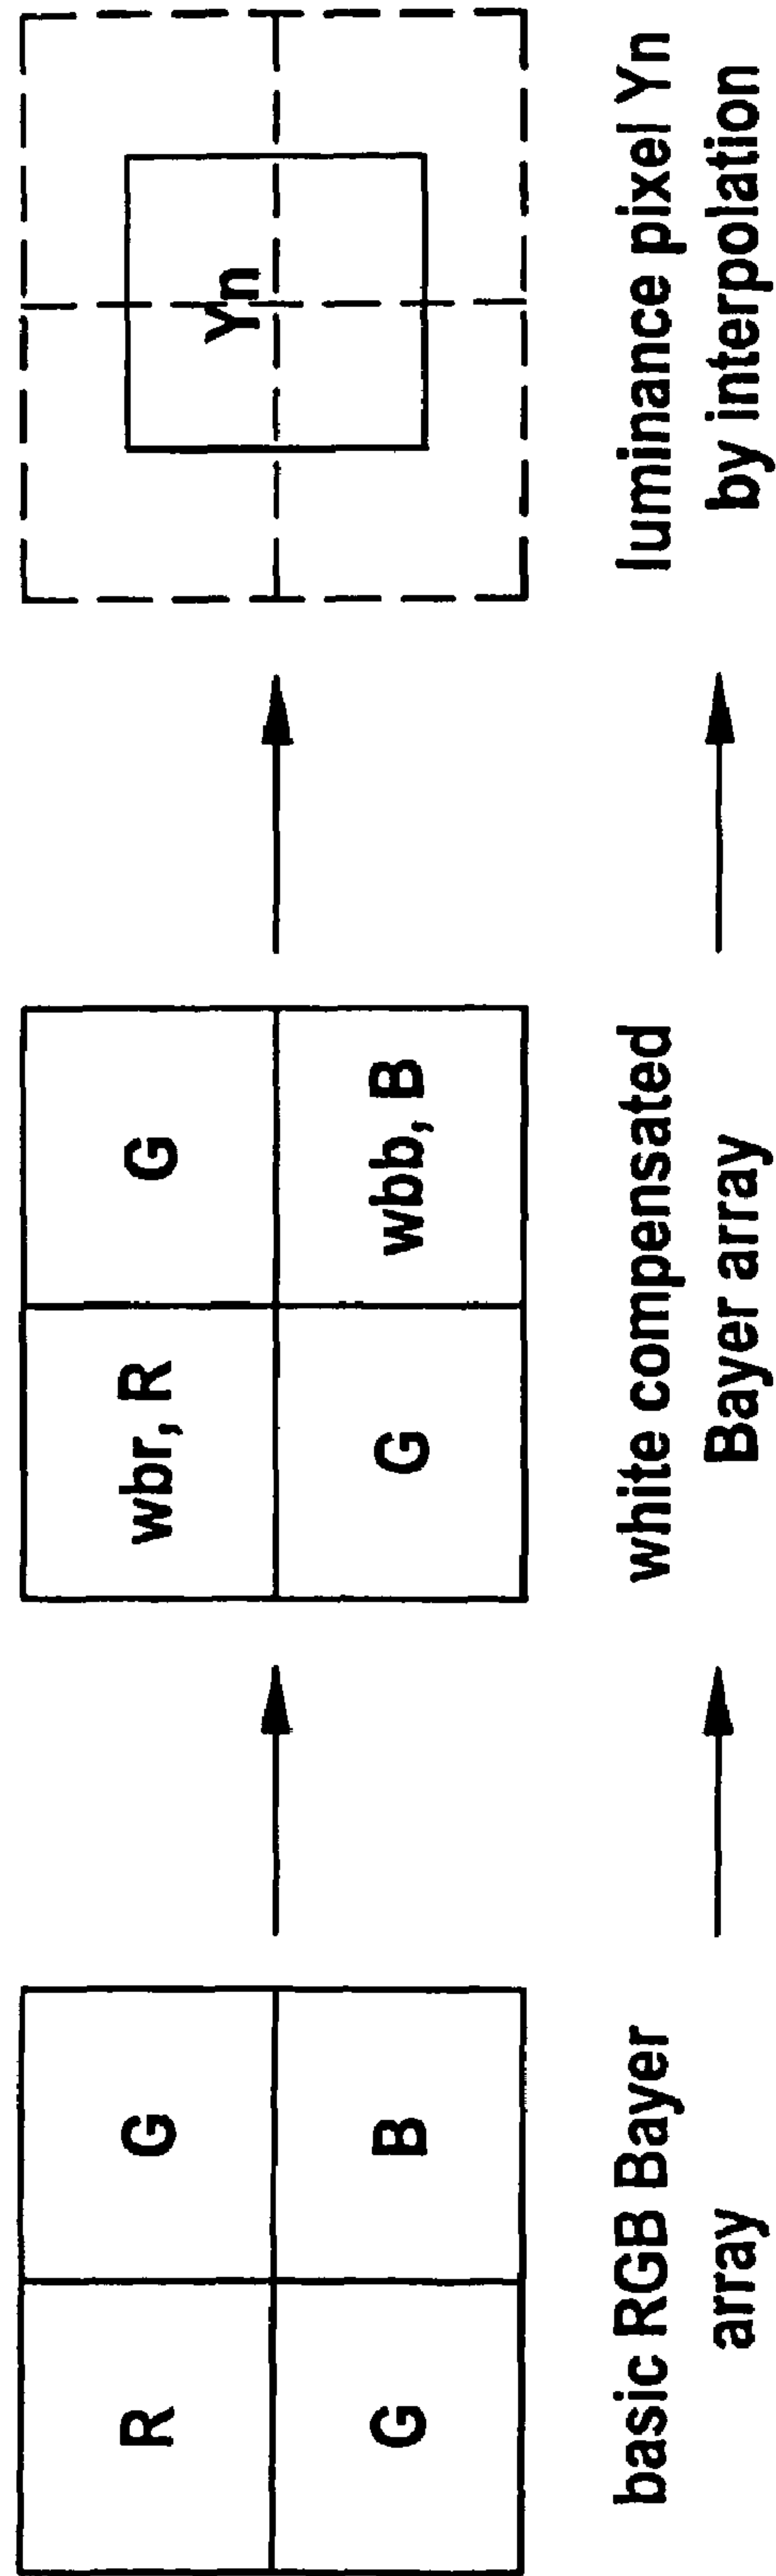 R G
G B
basic RGB Bayer
array
wbr, R G
G wbb, B
white compensated
Bayer array
Yn
luminance pixel Yn
by interpolation